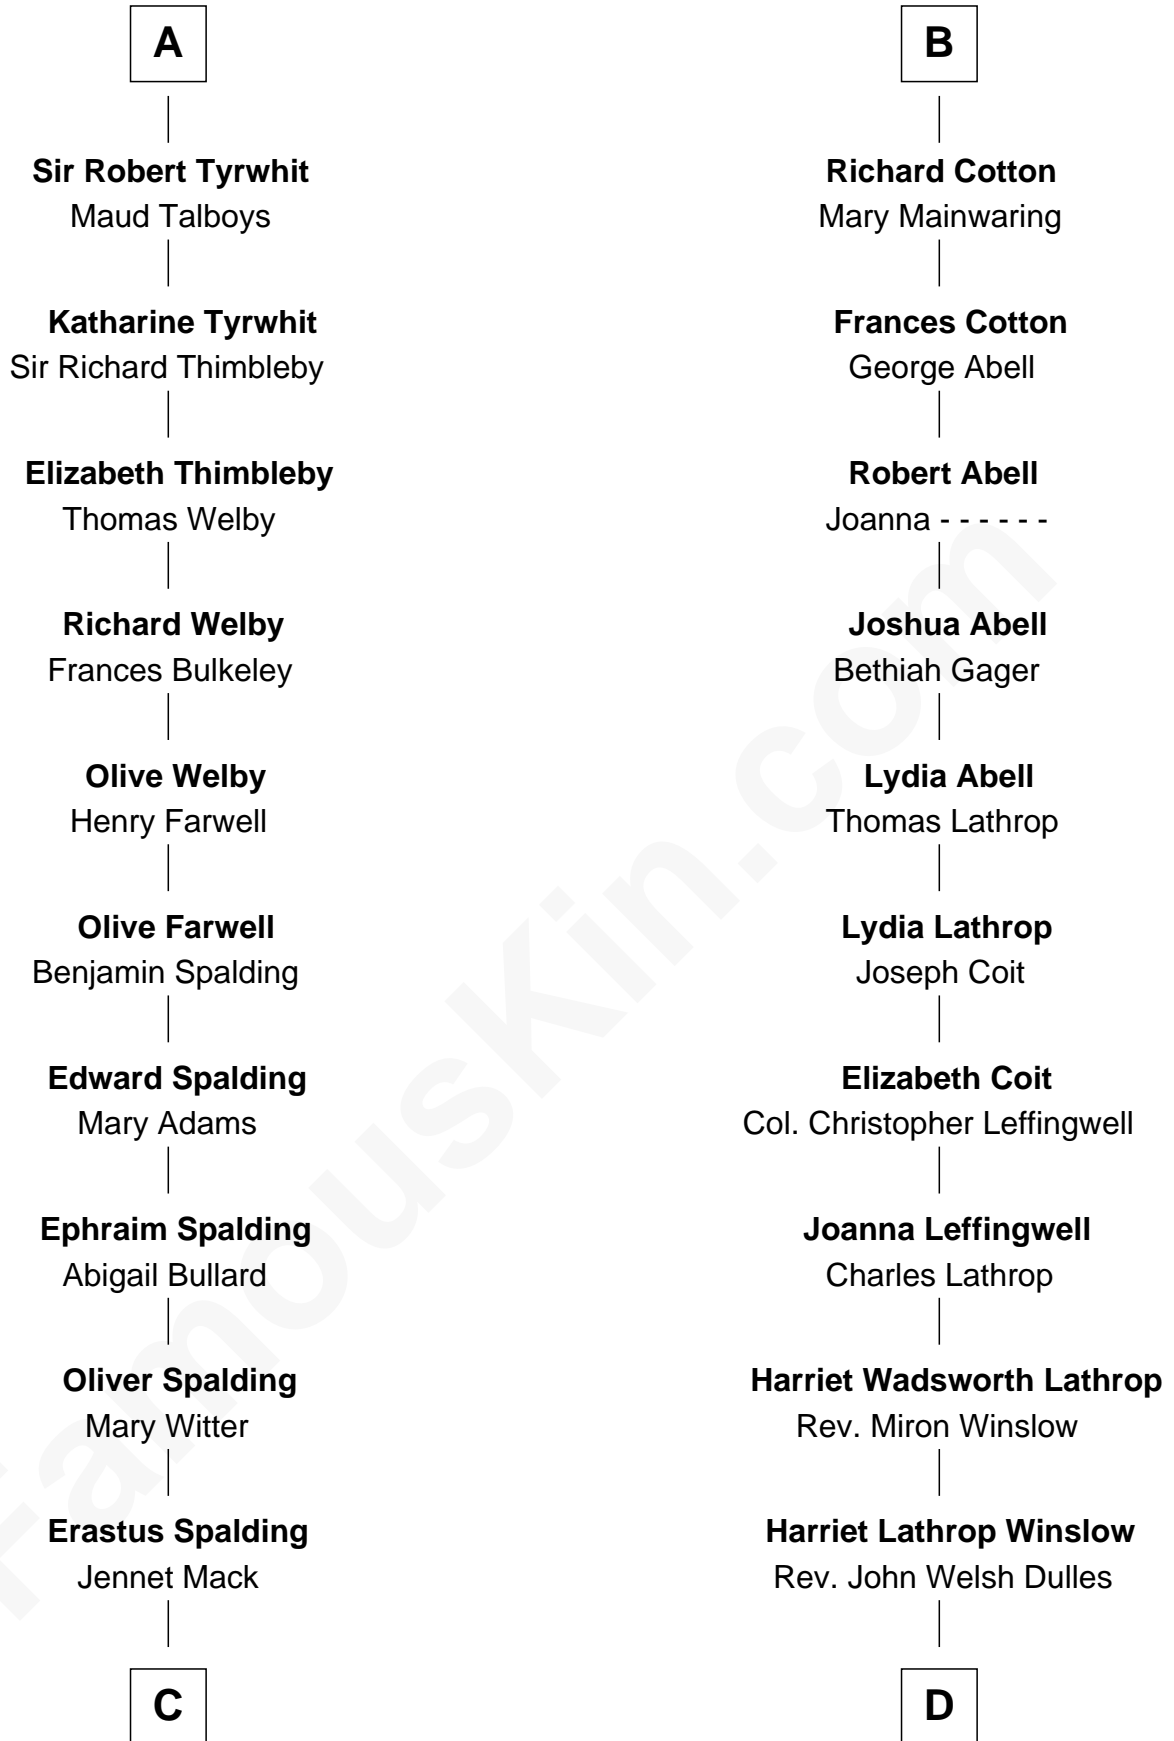 A
Sir Robert Tyrwhit
Maud Talboys
Katharine Tyrwhit
Sir Richard Thimbleby
Elizabeth Thimbleby
Thomas Welby
Richard Welby
Frances Bulkeley
Olive Welby
Henry Farwell
Olive Farwell
Benjamin Spalding
Edward Spalding
Mary Adams
Ephraim Spalding
Abigail Bullard
Oliver Spalding
Mary Witter
Erastus Spalding
Jennet Mack
C
B
Richard Cotton
Mary Mainwaring
Frances Cotton
George Abell
Robert Abell
Joanna - - - - - -
Joshua Abell
Bethiah Gager
Lydia Abell
Thomas Lathrop
Lydia Lathrop
Joseph Coit
Elizabeth Coit
Col. Christopher Leffingwell
Joanna Leffingwell
Charles Lathrop
Harriet Wadsworth Lathrop
Rev. Miron Winslow
Harriet Lathrop Winslow
Rev. John Welsh Dulles
D
FamousKin.com